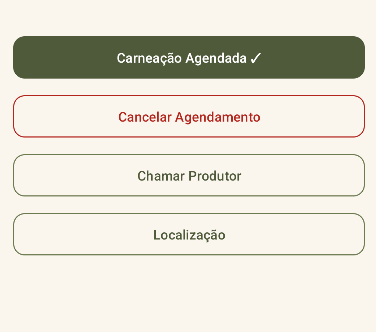 Carneação Agendada ✓
Cancelar Agendamento
Chamar Produtor
Localização